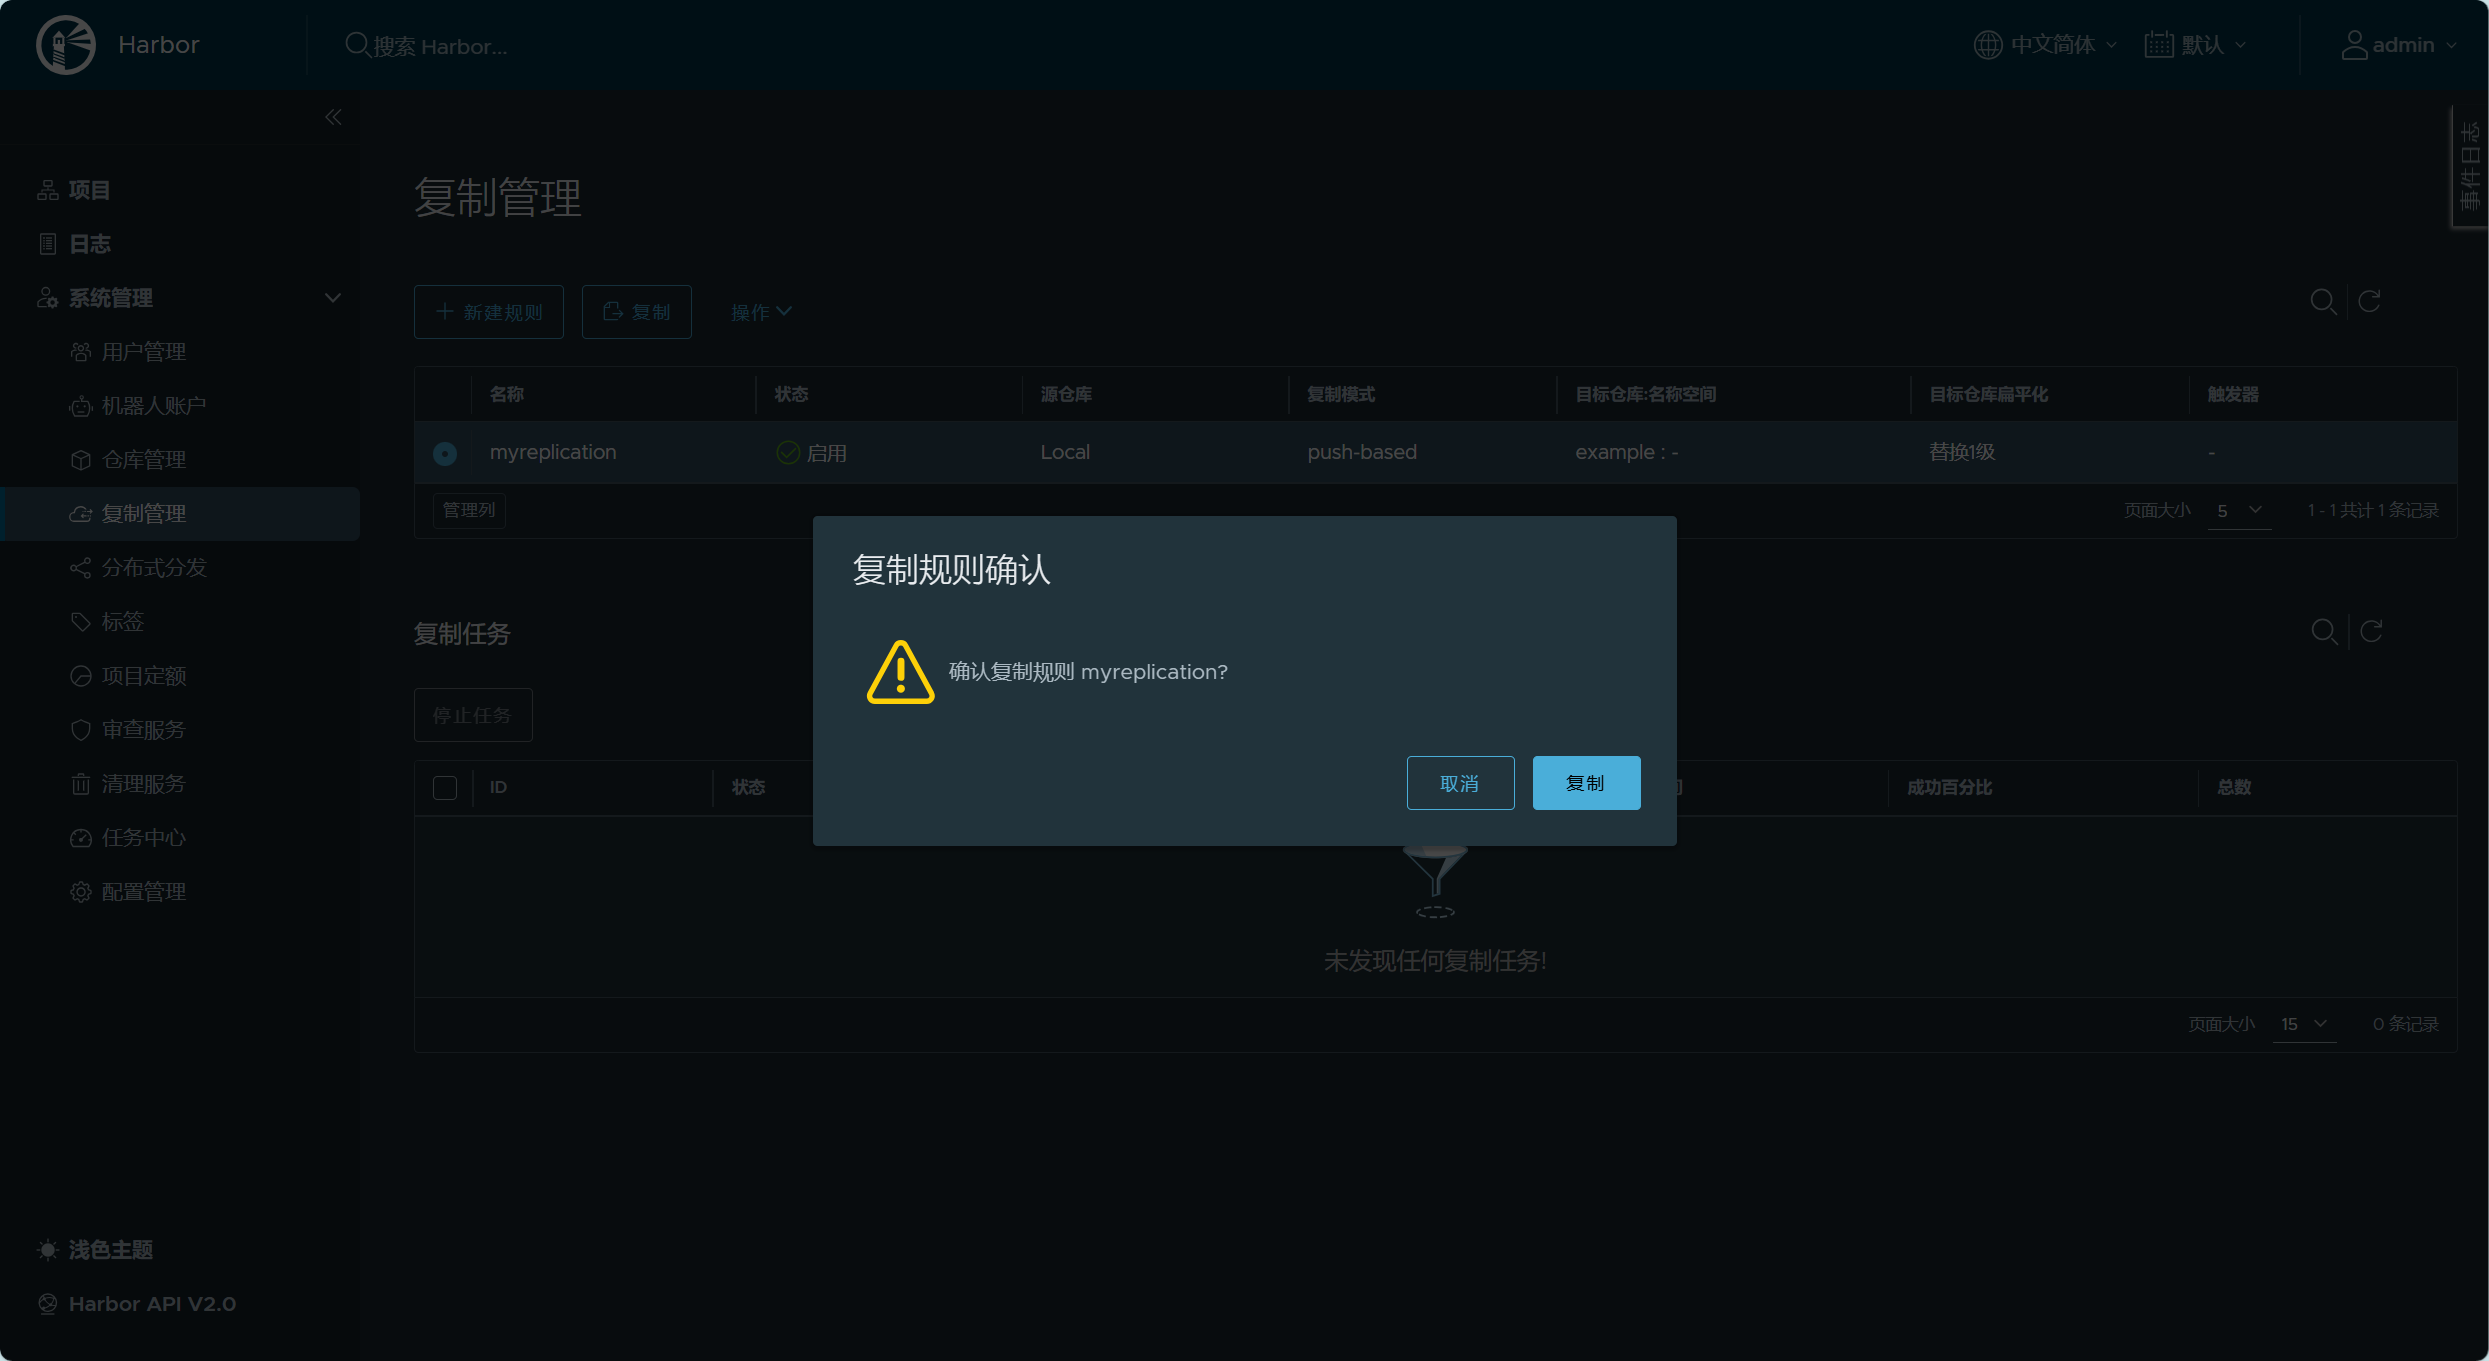 Harbor
搜索 Harbor...
中文简体
默认
admin
事件日志
项目
日志
系统管理
用户管理
机器人账户
仓库管理
复制管理
分布式分发
标签
项目定额
审查服务
清理服务
任务中心
配置管理
浅色主题
Harbor API V2.0
复制管理
新建规则
复制
操作
名称 状态 源仓库 复制模式 目标仓库:名称空间 目标仓库扁平化 触发器
myreplication 启用 Local push-based example : - 替换1级 -
管理列
页面大小 5 1 - 1 共计 1 条记录
复制规则确认
确认复制规则 myreplication?
取消
复制
复制任务
停止任务
ID 状态 成功百分比 总数
未发现任何复制任务!
页面大小 15 0 条记录